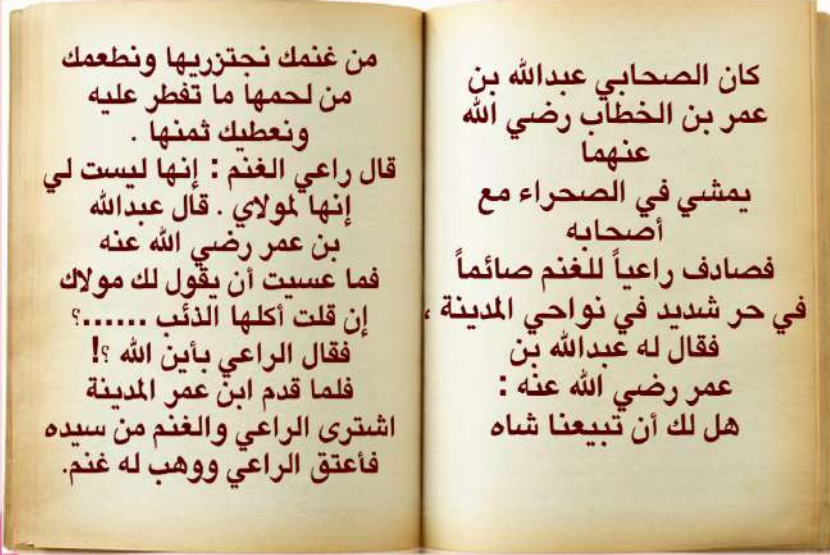 كان الصحابي عبدالله بن
عمر بن الخطاب رضي الله
عنهما
يمشي في الصحراء مع
أصحابه
فصادف راعياً للغنم صائماً
في حر شديد في نواحي المدينة ،
فقال له عبدالله بن
عمر رضي الله عنه :
هل لك أن تبيعنا شاه
من غنمك نجتزريها ونطعمك
من لحمها ما تفطر عليه
ونعطيك ثمنها .
قال راعي الغنم : إنها ليست لي
إنها لمولاي . قال عبدالله
بن عمر رضي الله عنه
فما عسيت أن يقول لك مولاك
إن قلت أكلها الذئب ......؟
فقال الراعي بأين الله ؟!
فلما قدم ابن عمر المدينة
اشترى الراعي والغنم من سيده
فأعتق الراعي ووهب له غنم.